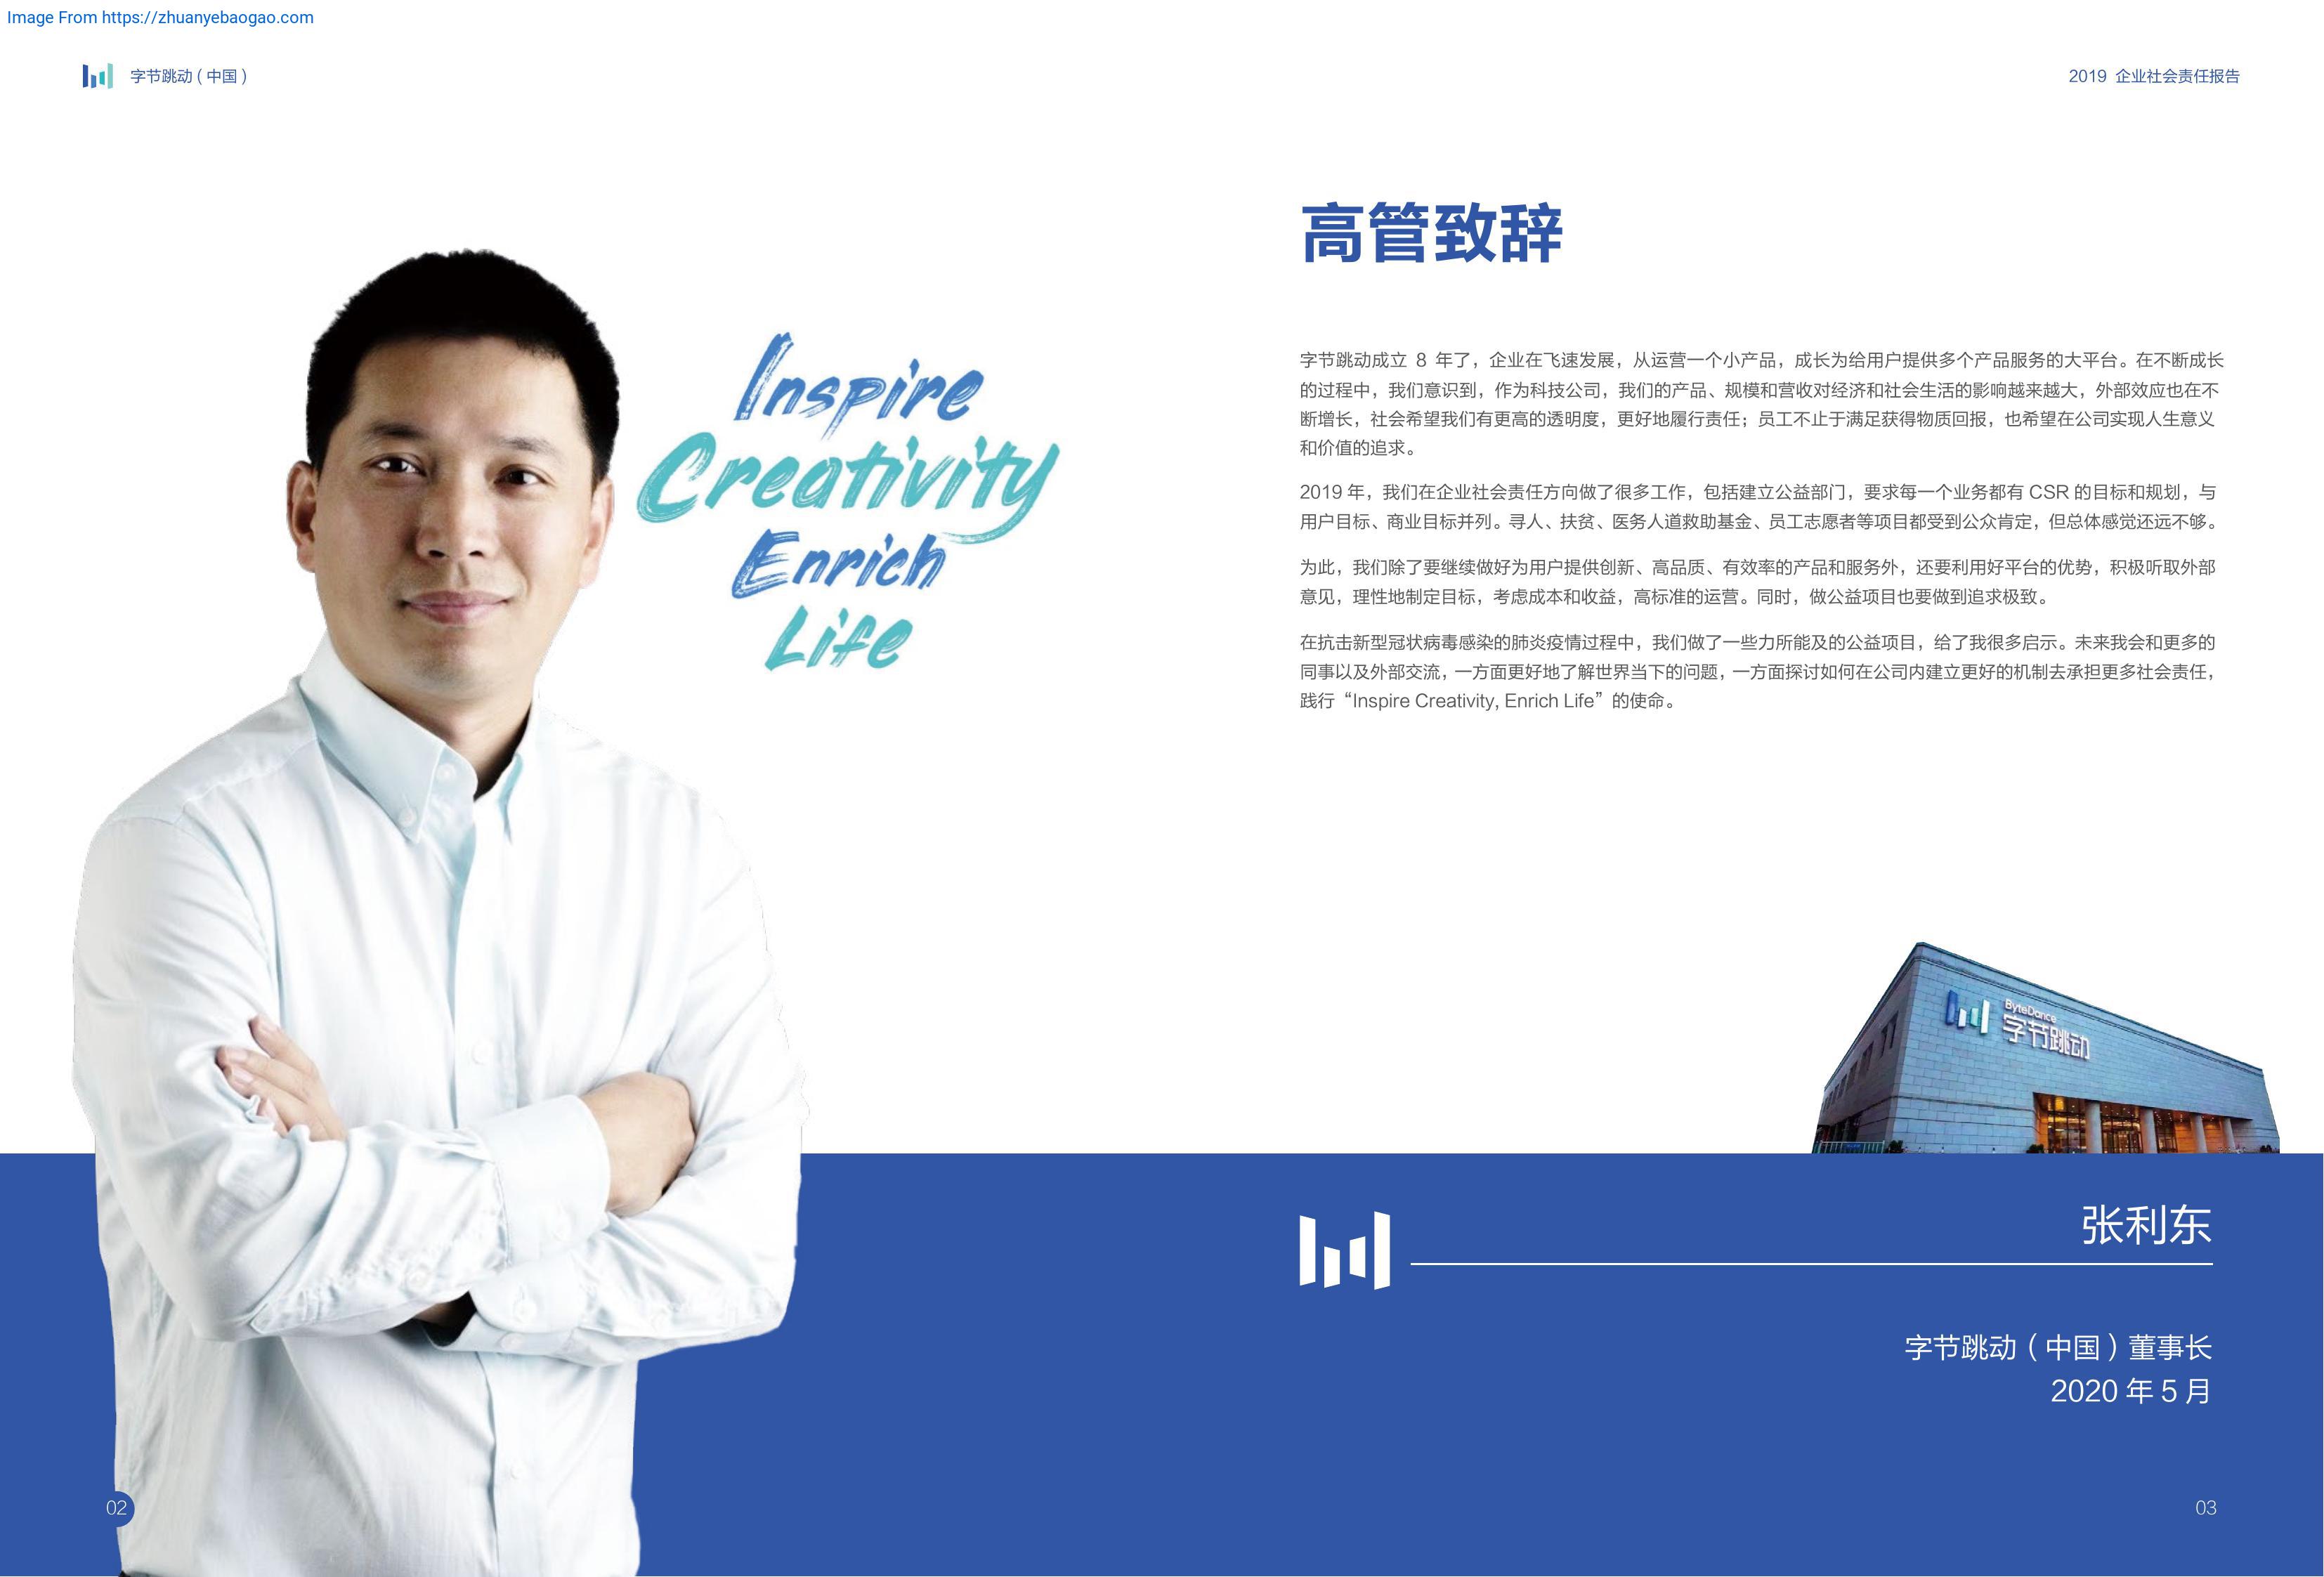 Image From https://zhuanyebaogao.com
字节跳动（中国）
2019 企业社会责任报告
Inspire
Creativity
Enrich
Life
高管致辞
字节跳动成立 8 年了，企业在飞速发展，从运营一个小产品，成长为给用户提供多个产品服务的大平台。在不断成长
的过程中，我们意识到，作为科技公司，我们的产品、规模和营收对经济和社会生活的影响越来越大，外部效应也在不
断增长，社会希望我们有更高的透明度，更好地履行责任；员工不止于满足获得物质回报，也希望在公司实现人生意义
和价值的追求。
2019 年，我们在企业社会责任方向做了很多工作，包括建立公益部门，要求每一个业务都有 CSR 的目标和规划，与
用户目标、商业目标并列。寻人、扶贫、医务人道救助基金、员工志愿者等项目都受到公众肯定，但总体感觉还远不够。
为此，我们除了要继续做好为用户提供创新、高品质、有效率的产品和服务外，还要利用好平台的优势，积极听取外部
意见，理性地制定目标，考虑成本和收益，高标准的运营。同时，做公益项目也要做到追求极致。
在抗击新型冠状病毒感染的肺炎疫情过程中，我们做了一些力所能及的公益项目，给了我很多启示。未来我会和更多的
同事以及外部交流，一方面更好地了解世界当下的问题，一方面探讨如何在公司内建立更好的机制去承担更多社会责任，
践行“Inspire Creativity, Enrich Life”的使命。
ByteDance
字节跳动
张利东
字节跳动（中国）董事长
2020 年 5 月
02
03